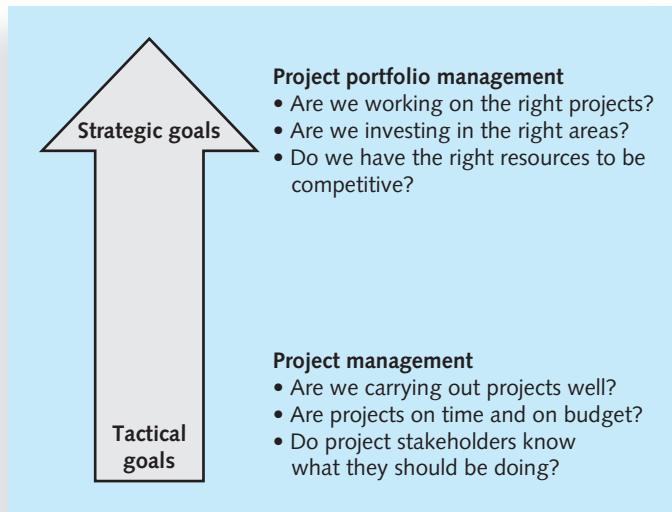 Strategic goals
Project portfolio management
• Are we working on the right projects?
• Are we investing in the right areas?
• Do we have the right resources to be
competitive?
Project management
• Are we carrying out projects well?
• Are projects on time and on budget?
• Do project stakeholders know
what they should be doing?
Tactical
goals